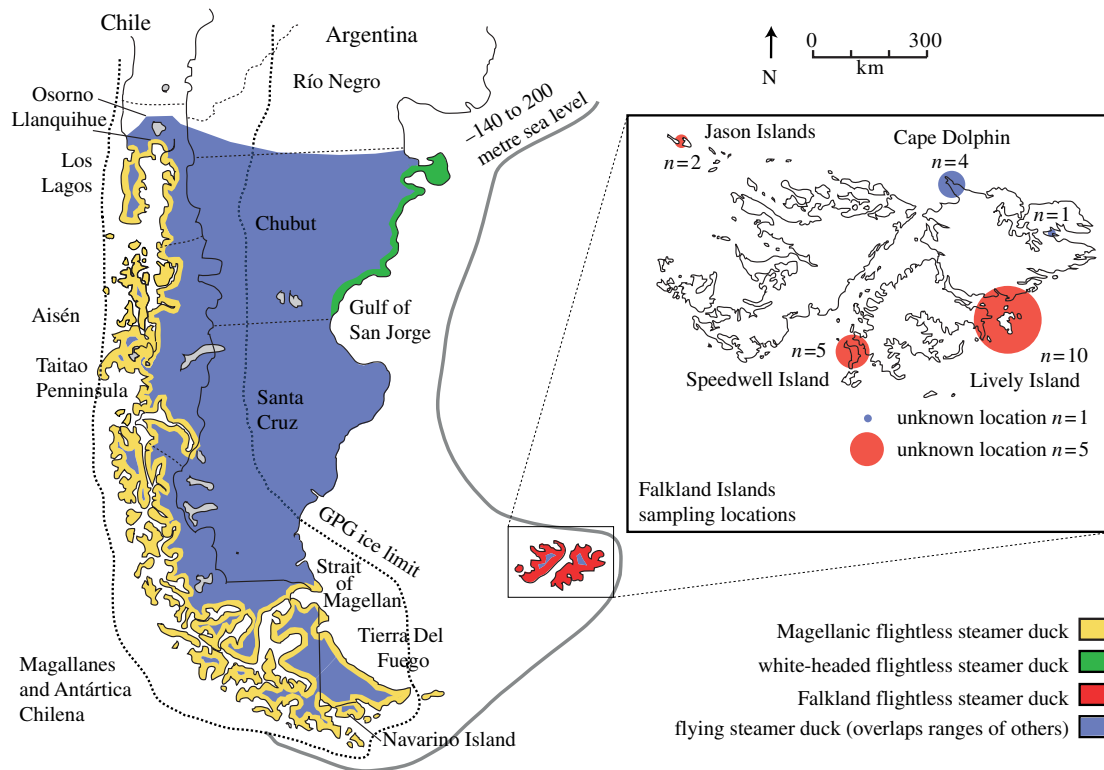 Chile
Argentina
Río Negro
Osorno
Llanquihue
Los
Lagos
–140 to 200
metre sea level
Chubut
Gulf of
San Jorge
Aisén
Taitao
Penninsula
Santa
Cruz
GPG ice limit
Strait
of
Magellan
Tierra Del
Fuego
Magallanes
and Antártica
Chilena
Navarino Island
N
0 300
km
Jason Islands
n=2
Cape Dolphin
n=4
n=1
n=5
Speedwell Island
n=10
Lively Island
unknown location n=1
unknown location n=5
Falkland Islands
sampling locations
Magellanic flightless steamer duck
white-headed flightless steamer duck
Falkland flightless steamer duck
flying steamer duck (overlaps ranges of others)